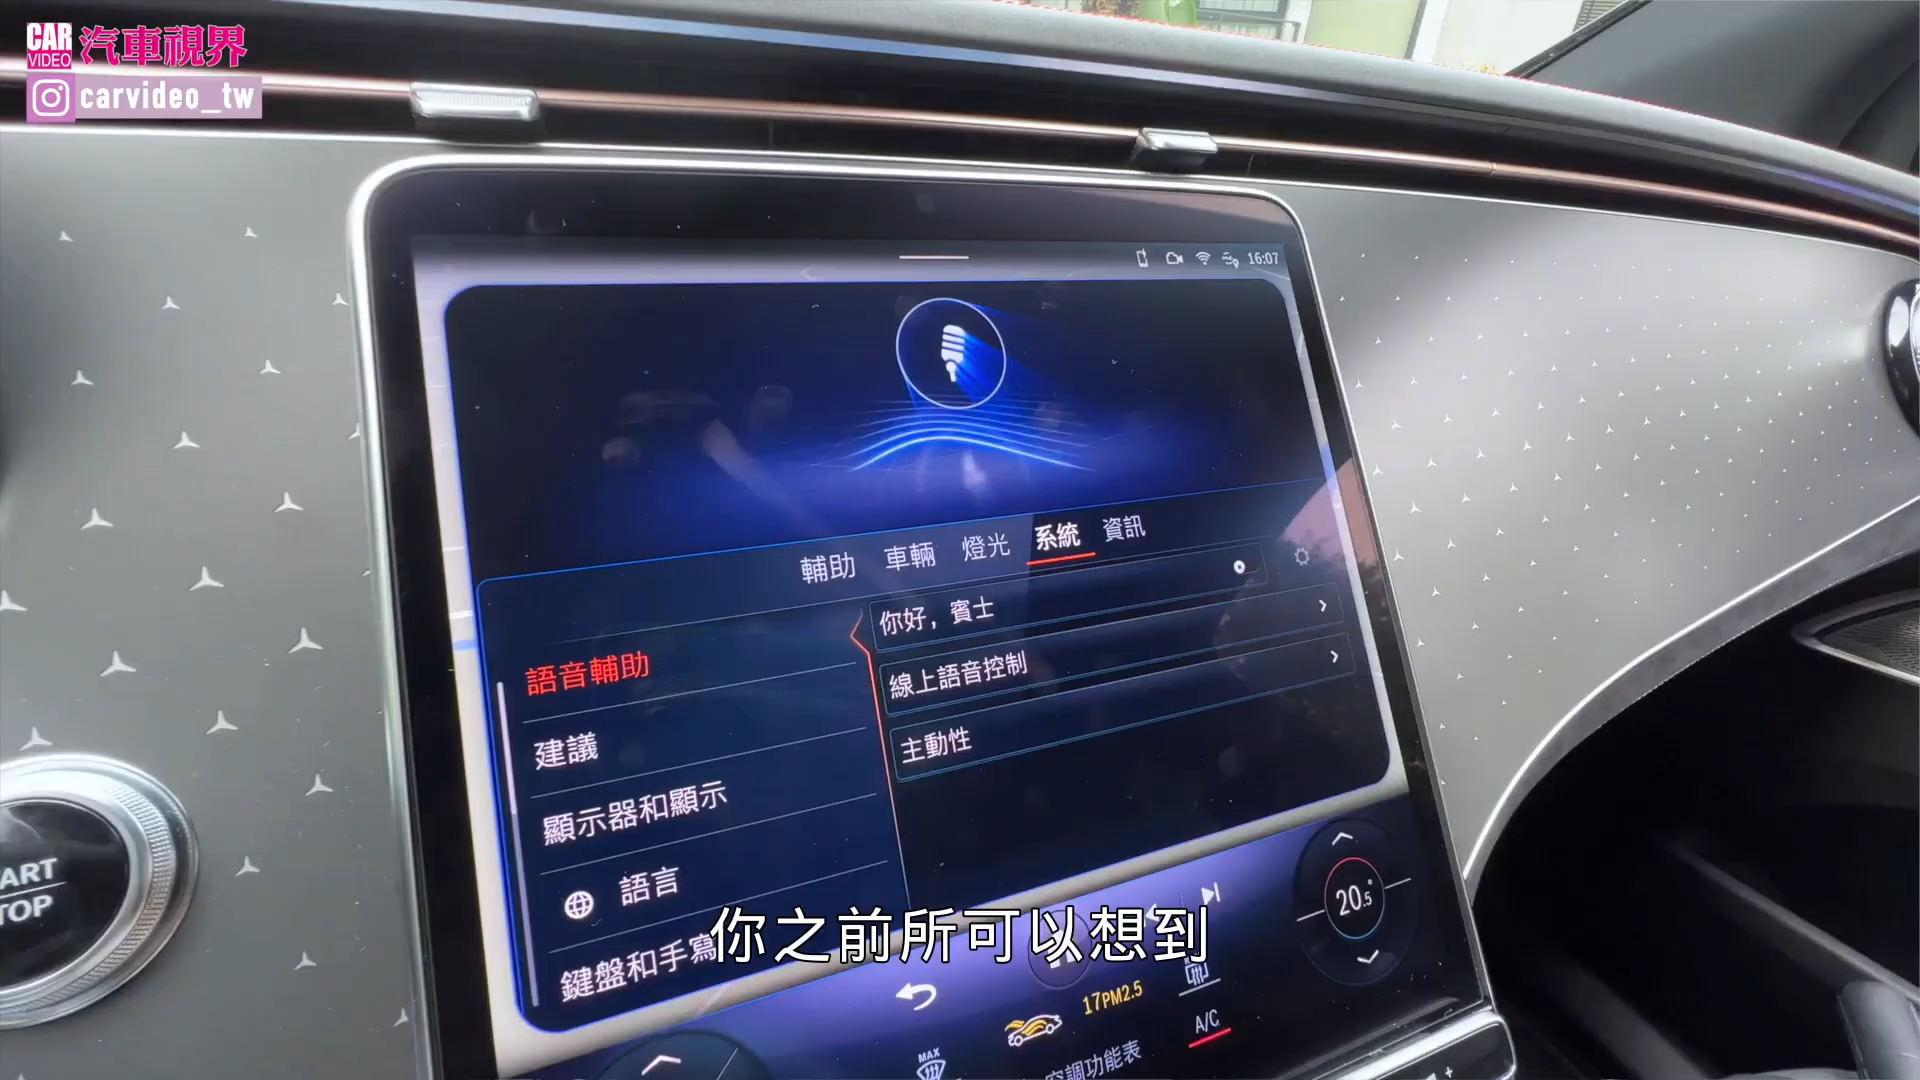 CAR VIDEO 汽車視界
carvideo_tw
16:07
輔助 車輛 燈光 系統 資訊
你好，賓士
語音輔助
線上語音控制
建議
主動性
顯示器和顯示
語言
鍵盤和手寫
20.5°
ART
TOP
你之前所可以想到
17PM2.5
A/C
MAX
空調功能表